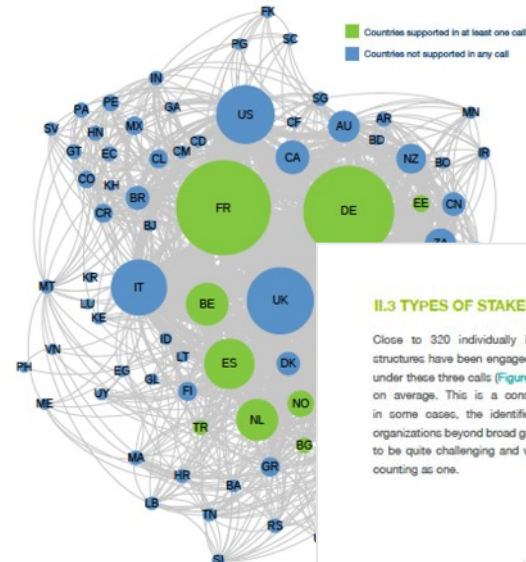 FK
Countries supported in at least one call
Countries not supported in any call
PG
SC
IN
SG
PA
PE
GA
US
CF
AU
AR
MN
SV
HN
MX
CD
BD
GT
EC
CL
CM
CA
NZ
BD
IR
CO
KH
CR
BR
FR
DE
EE
CN
BJ
ZA
MT
KR
IT
LU
KE
BE
UK
VN
ID
PH
EG
LT
ES
DK
ME
UY
GL
FI
NO
TR
NL
BG
MA
HR
GR
BA
LB
TN
RS
SI
II.3 TYPES OF STAKE
Close to 320 individually i
structures have been engaged
under these three calls (Figure
on average. This is a cons
in some cases, the identific
organizations beyond broad g
to be quite challenging and v
counting as one.